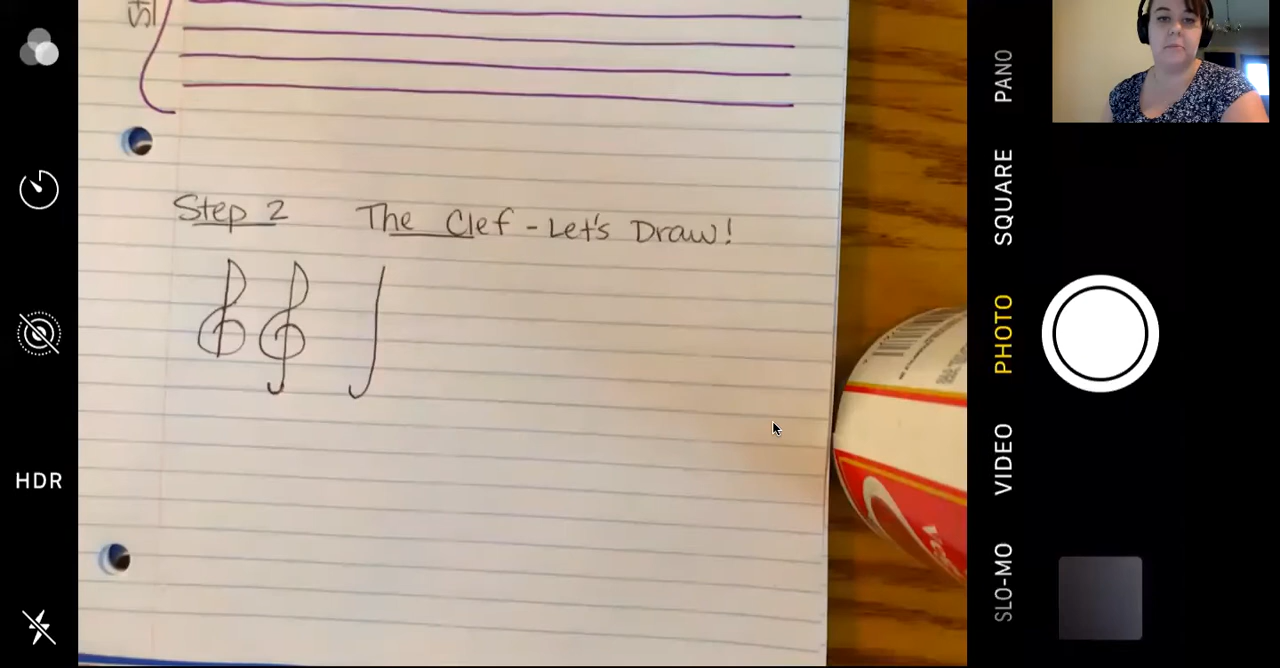 Step 2 The Clef - Let's Draw!
HDR
PANO
SQUARE
PHOTO
VIDEO
SLO-MO